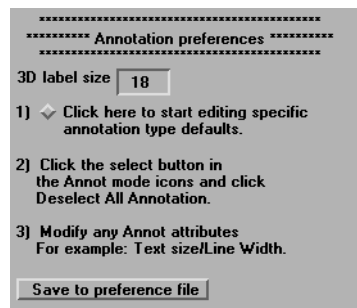 ****************************************
********** Annotation preferences **********
****************************************
3D label size 18
1) Click here to start editing specific
annotation type defaults.
2) Click the select button in
the Annot mode icons and click
Deselect All Annotation.
3) Modify any Annot attributes
For example: Text size/Line Width.
Save to preference file